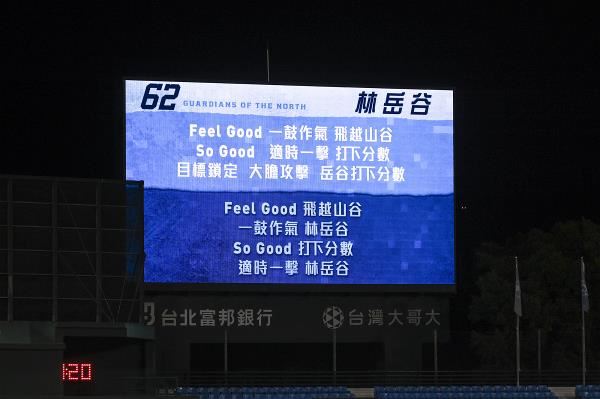 62 GUARDIANS OF THE NORTH 林岳谷
Feel Good 一鼓作氣 飛越山谷
So Good 適時一擊 打下分數
目標鎖定 大膽攻擊 岳谷打下分數
Feel Good 飛越山谷
一鼓作氣 林岳谷
So Good 打下分數
適時一擊 林岳谷
台北富邦銀行 台灣大哥大
1:20